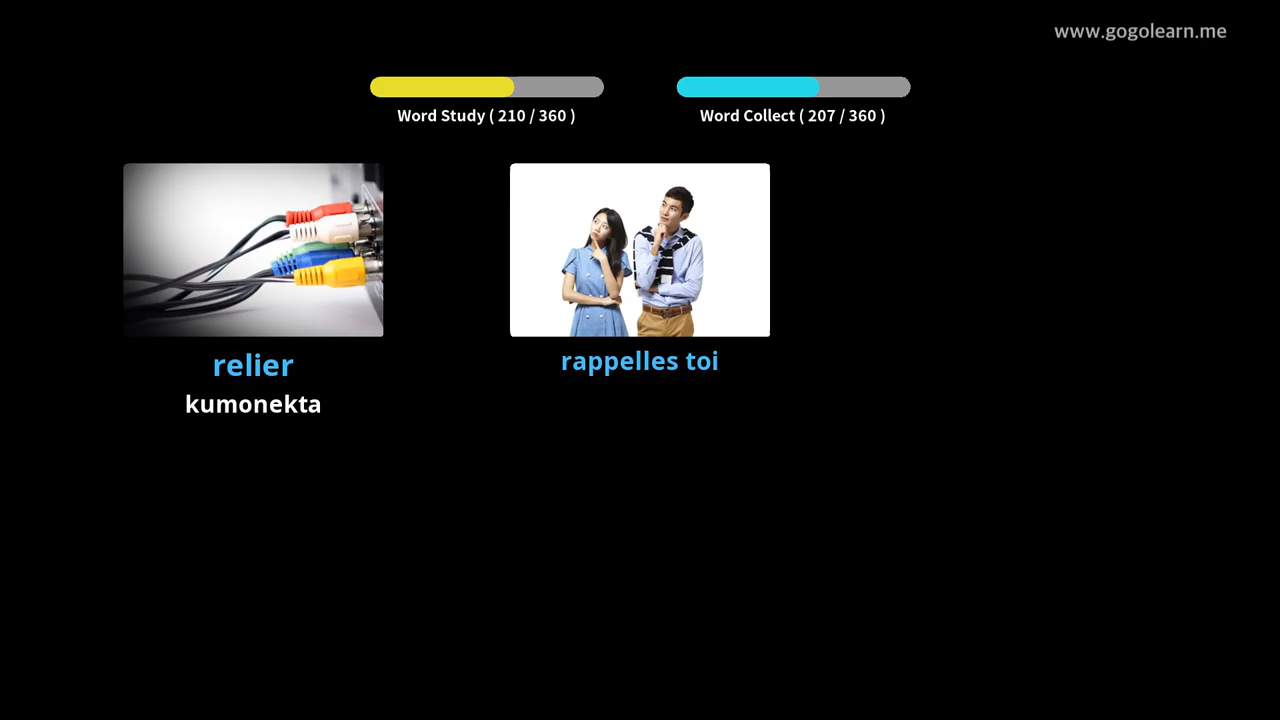 www.gogolearn.me
Word Study ( 210 / 360 )
Word Collect ( 207 / 360 )
relier
kumonekta
rappelles toi